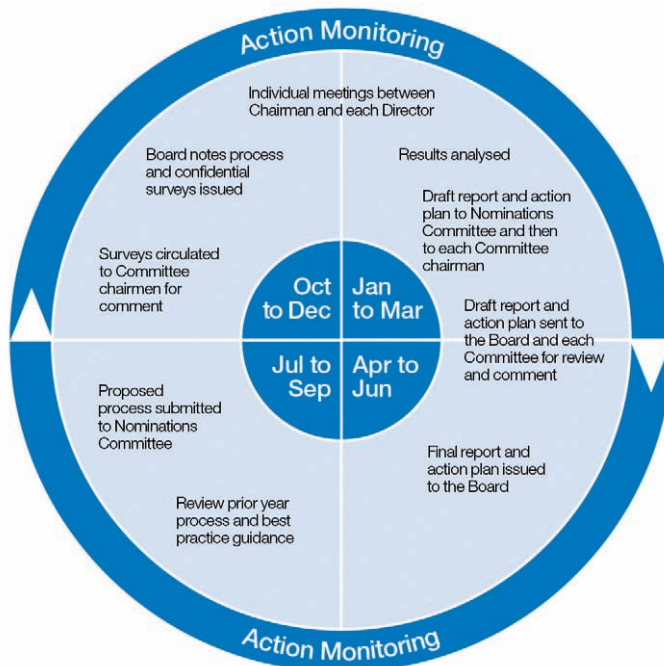 Action Monitoring
Individual meetings between
Chairman and each Director
Board notes process
and confidential
surveys issued
Results analysed
Draft report and action
plan to Nominations
Committee and then
to each Committee
chairman
Surveys circulated
to Committee
chairmen for
comment
Oct
to Dec
Jan
to Mar
Draft report and
action plan sent to
the Board and each
Committee for review
and comment
Jul to
Sep
Apr to
Jun
Proposed
process submitted
to Nominations
Committee
Final report and
action plan issued
to the Board
Review prior year
process and best
practice guidance
Action Monitoring